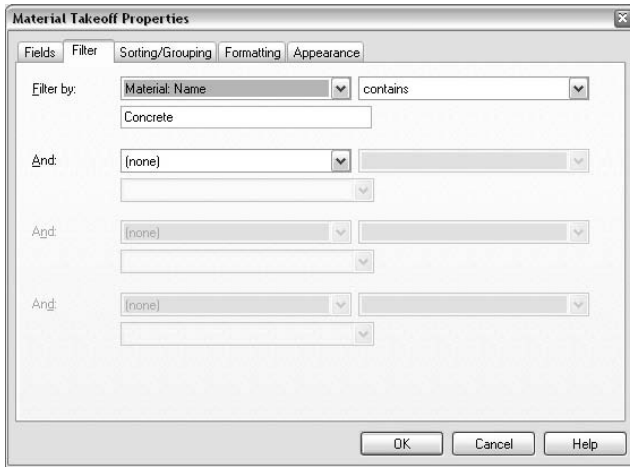 Material Takeoff Properties
Fields Filter Sorting/Grouping Formatting Appearance
Filter by: Material: Name contains
Concrete
And: (none)
And: (none)
And: (none)
OK Cancel Help